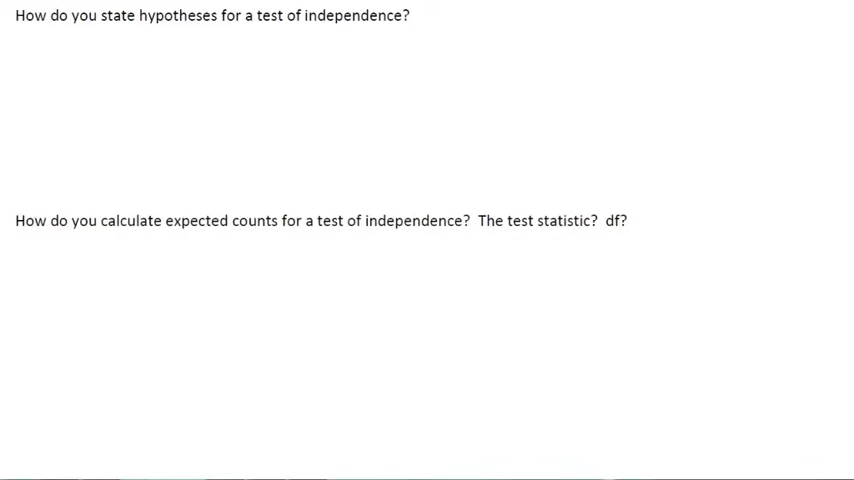 How do you state hypotheses for a test of independence?
How do you calculate expected counts for a test of independence?  The test statistic?  df?